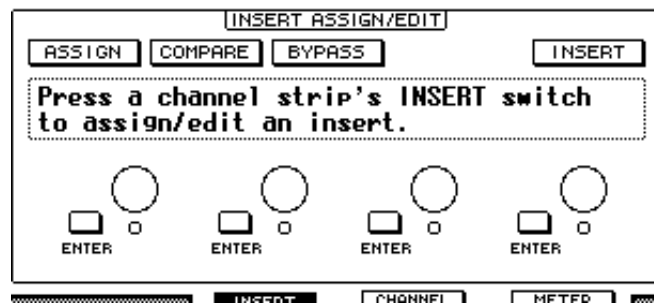 INSERT ASSIGN/EDIT
ASSIGN COMPARE BYPASS INSERT
Press a channel strip's INSERT switch
to assign/edit an insert.
ENTER ENTER ENTER ENTER
INSERT CHANNEL METER